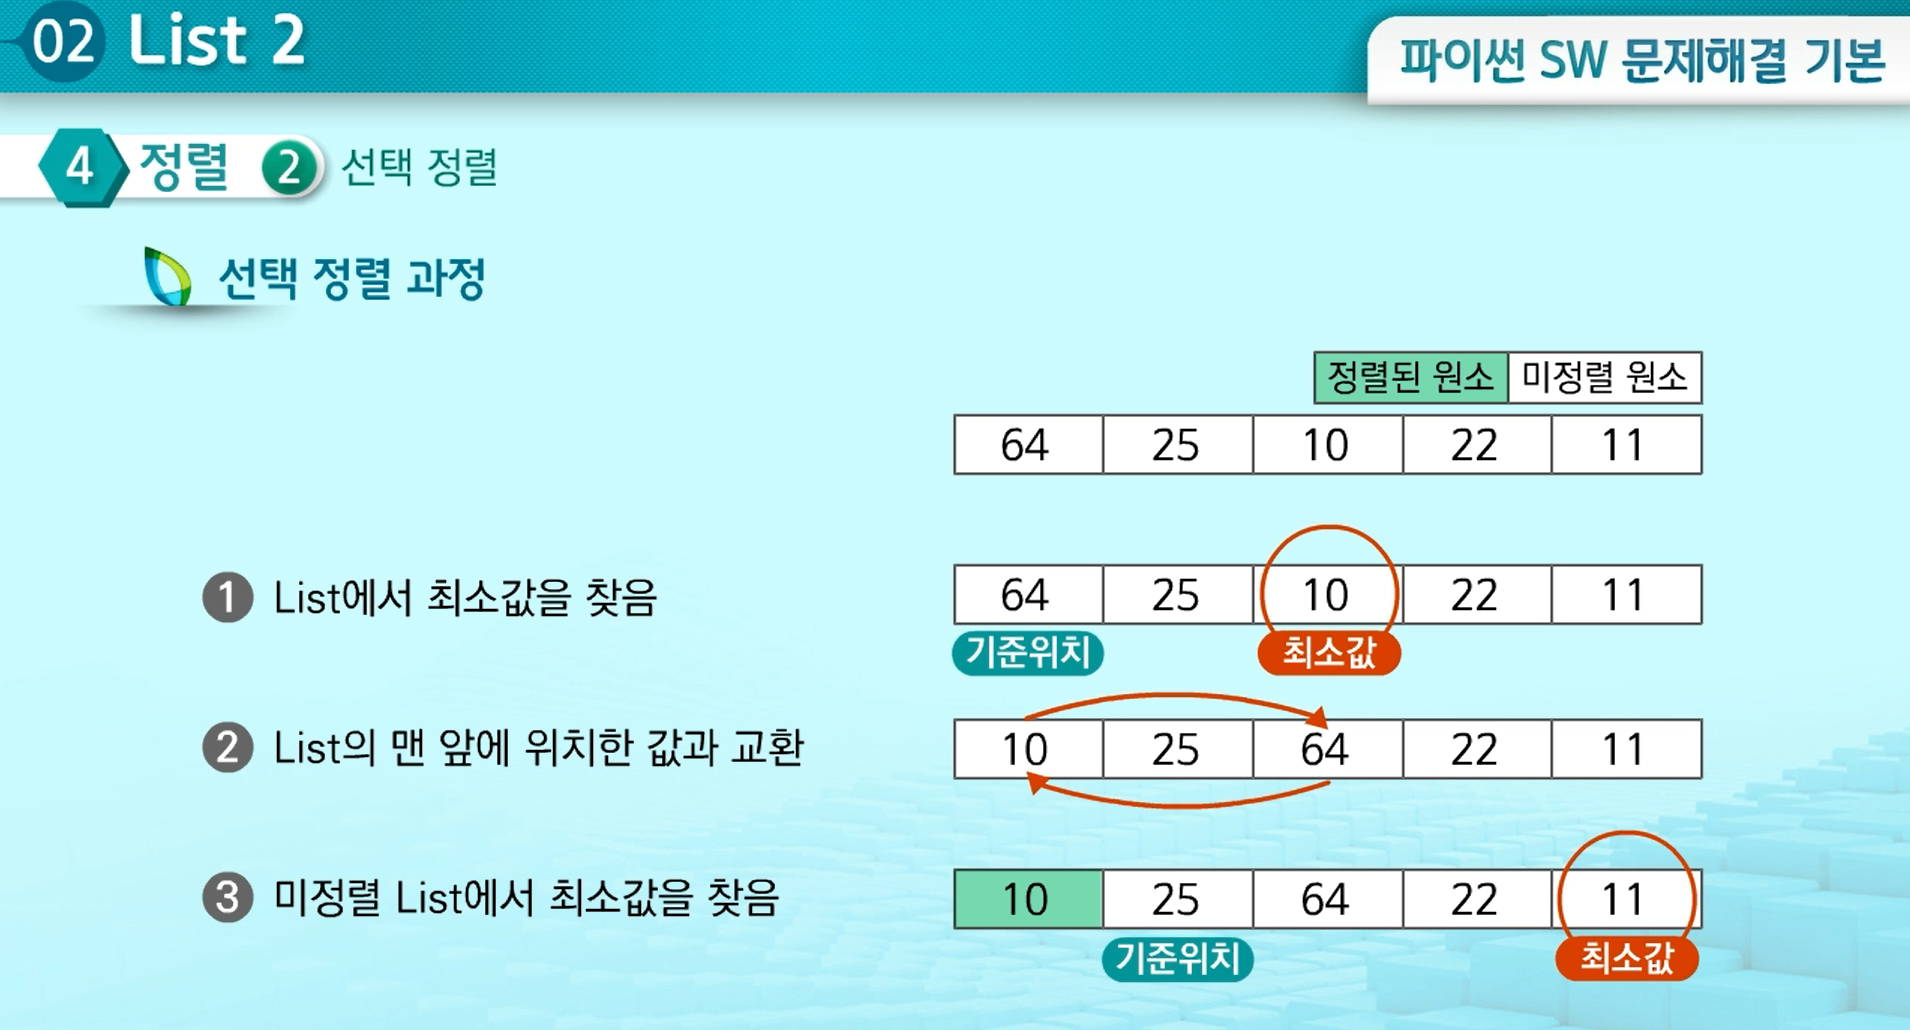 02 List 2
파이썬 SW 문제해결 기본
4 정렬 2 선택 정렬
선택 정렬 과정
정렬된 원소 미정렬 원소
64 25 10 22 11
1 List에서 최소값을 찾음 64 25 10 22 11
기준위치 최소값
2 List의 맨 앞에 위치한 값과 교환 10 25 64 22 11
3 미정렬 List에서 최소값을 찾음 10 25 64 22 11
기준위치 최소값